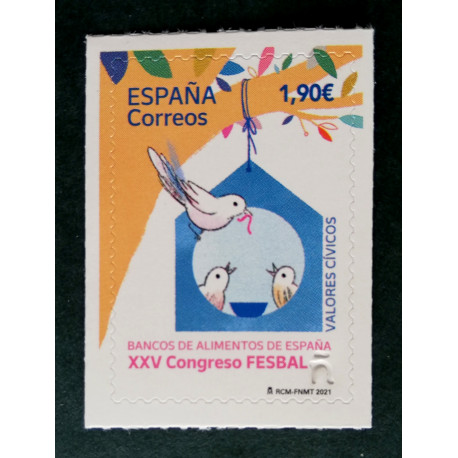 ESPAÑA
Correos
1,90€
VALORES CÍVICOS
BANCOS DE ALIMENTOS DE ESPAÑA
XXV Congreso FESBAL
ñ
RCM-FNMT 2021